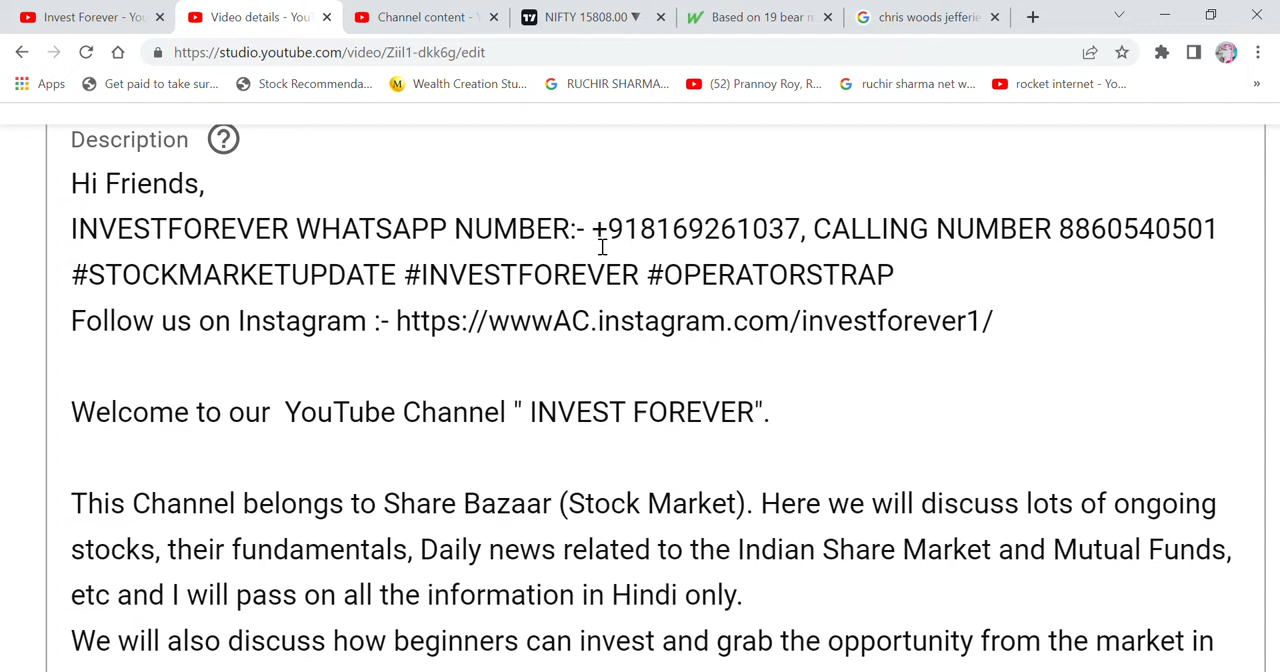 Invest Forever - YouTu
Video details - YouT
Channel content - Y
NIFTY 15808.00 ▼
Based on 19 bear m
chris woods jefferie
https://studio.youtube.com/video/Ziil1-dkk6g/edit
Apps
Get paid to take sur...
Stock Recommenda...
Wealth Creation Stu...
RUCHIR SHARMA...
(52) Prannoy Roy, R...
ruchir sharma net w...
rocket internet - Yo...
»
Description ?
Hi Friends,
INVESTFOREVER WHATSAPP NUMBER:- +918169261037, CALLING NUMBER 8860540501
#STOCKMARKETUPDATE #INVESTFOREVER #OPERATORSTRAP
Follow us on Instagram :- https://wwwAC.instagram.com/investforever1/
Welcome to our  YouTube Channel " INVEST FOREVER".
This Channel belongs to Share Bazaar (Stock Market). Here we will discuss lots of ongoing
stocks, their fundamentals, Daily news related to the Indian Share Market and Mutual Funds,
etc and I will pass on all the information in Hindi only.
We will also discuss how beginners can invest and grab the opportunity from the market in